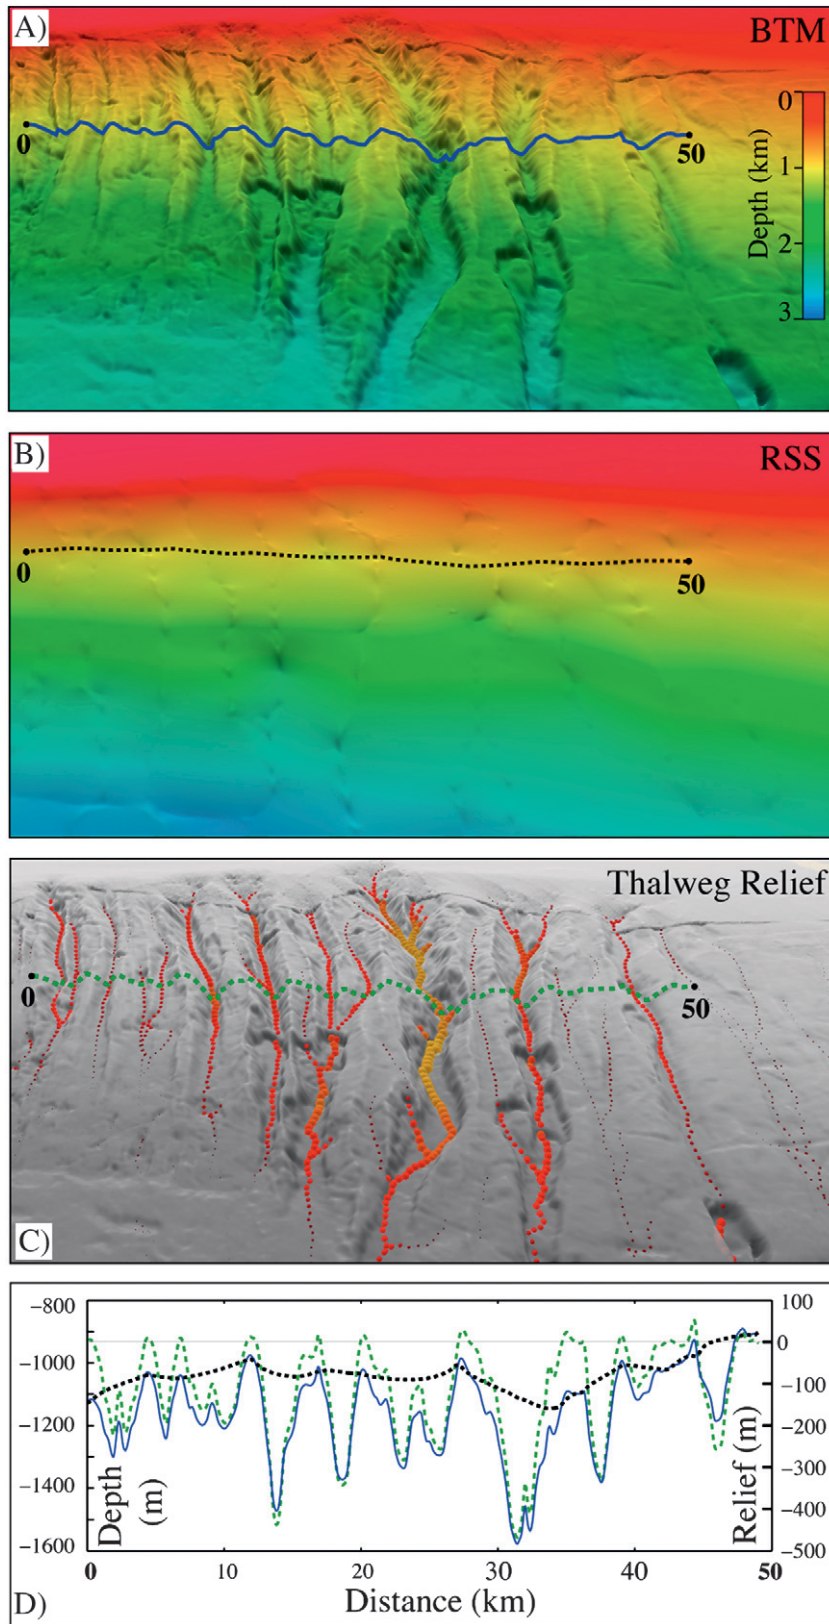 A)
BTM
0
50
0
1
2
3
Depth (km)
B)
RSS
0
50
Thalweg Relief
0
50
C)
−800
−1000
−1200
−1400
−1600
Depth
(m)
100
0
−100
−200
−300
−400
−500
Relief (m)
0
10
20
30
40
50
Distance (km)
D)